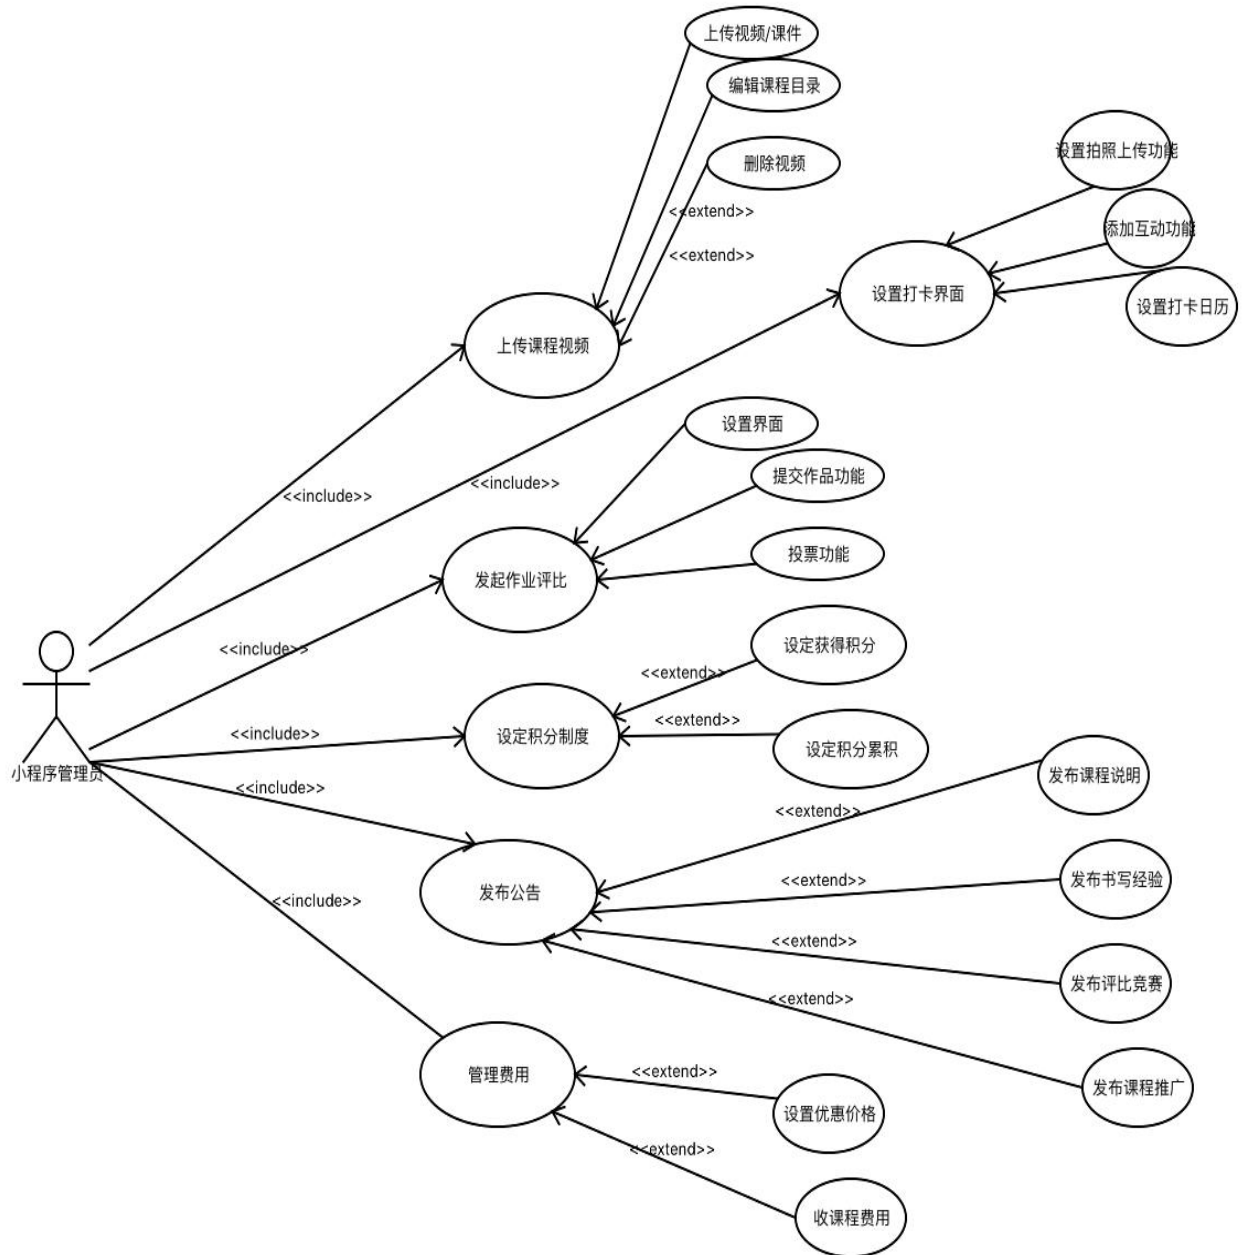 上传视频/课件
编辑课程目录
删除视频
设置拍照上传功能
<<extend>>
添加互动功能
<<extend>>
设置打卡界面
设置打卡日历
上传课程视频
设置界面
提交作品功能
<<include>>
<<include>>
投票功能
发起作业评比
<<include>>
设定获得积分
<<extend>>
<<extend>>
<<include>>
设定积分制度
设定积分累积
小程序管理员
发布课程说明
<<include>>
<<extend>>
<<extend>>
发布书写经验
发布公告
<<include>>
<<extend>>
发布评比竞赛
<<extend>>
管理费用
<<extend>>
发布课程推广
设置优惠价格
<<extend>>
收课程费用